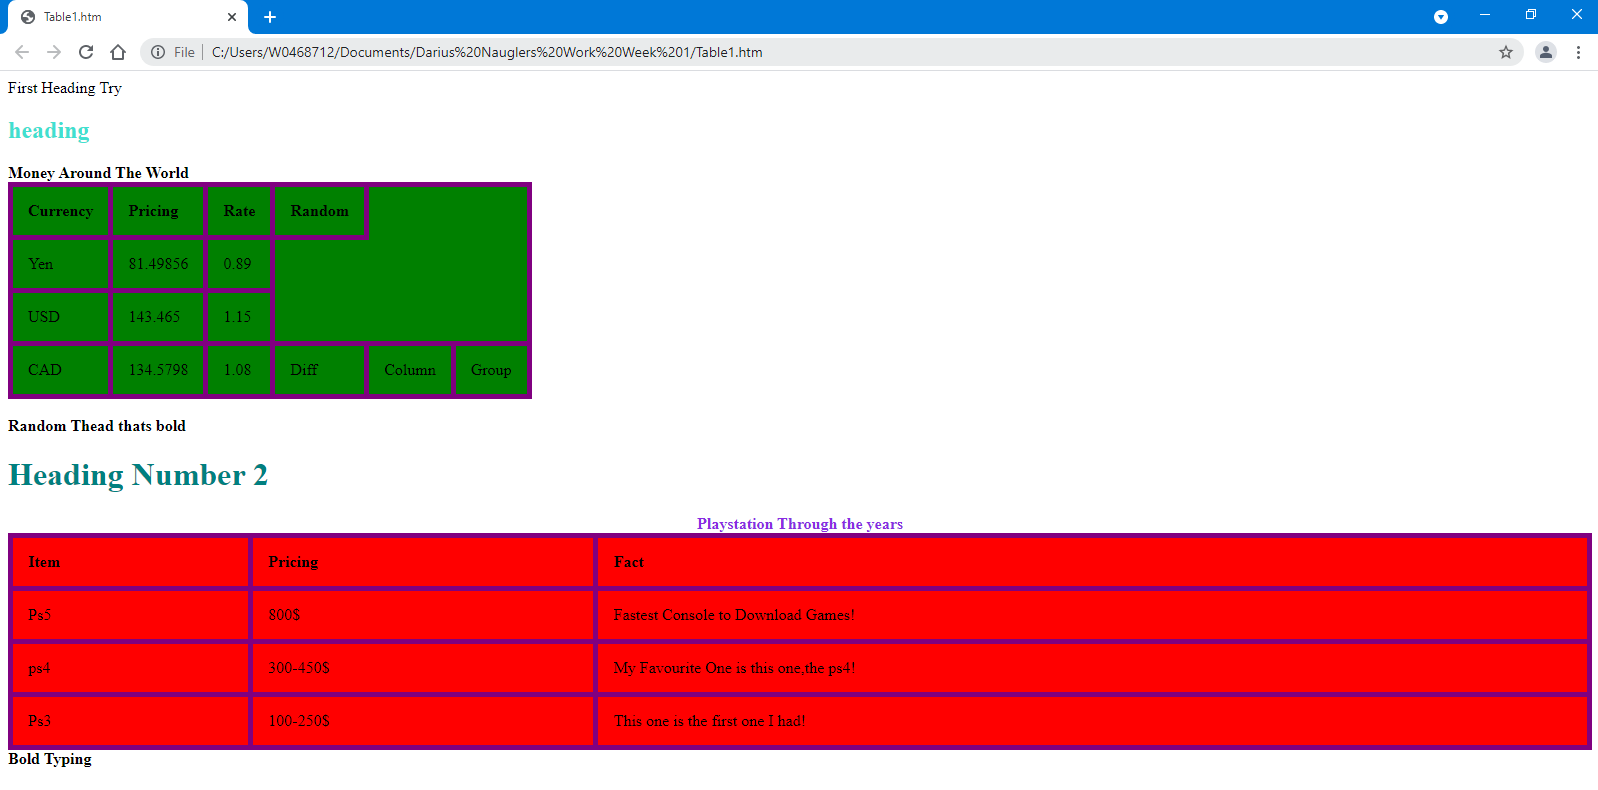 Table1.htm
File C:/Users/W0468712/Documents/Darius%20Nauglers%20Work%20Week%201/Table1.htm
First Heading Try
heading
Money Around The World
Currency Pricing Rate Random
Yen 81.49856 0.89
USD 143.465 1.15
CAD 134.5798 1.08 Diff Column Group
Random Thead thats bold
Heading Number 2
Playstation Through the years
Item Pricing Fact
Ps5 800$ Fastest Console to Download Games!
ps4 300-450$ My Favourite One is this one,the ps4!
Ps3 100-250$ This one is the first one I had!
Bold Typing